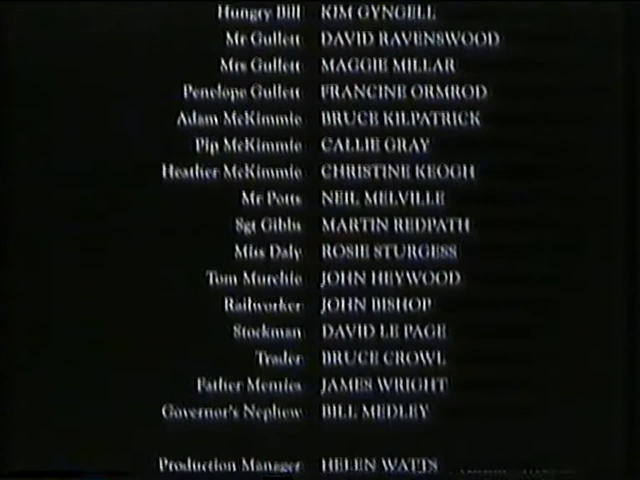 Hungry Bill KIM GYNGELL
Mr Gullett DAVID RAVENSWOOD
Mrs Gullett MAGGIE MILLAR
Penelope Gullett FRANCINE ORMROD
Adam McKimmie BRUCE KILPATRICK
Pip McKimmie CALLIE GRAY
Heather McKimmie CHRISTINE KEOGH
Mr Potts NEIL MELVILLE
Sgt Gibbs MARTIN REDPATH
Miss Daly ROSIE STURGESS
Tom Murchie JOHN HEYWOOD
Railworker JOHN BISHOP
Stockman DAVID LE PAGE
Trader BRUCE CROWL
Father Menties JAMES WRIGHT
Governor's Nephew BILL MEDLEY
Production Manager HELEN WATTS